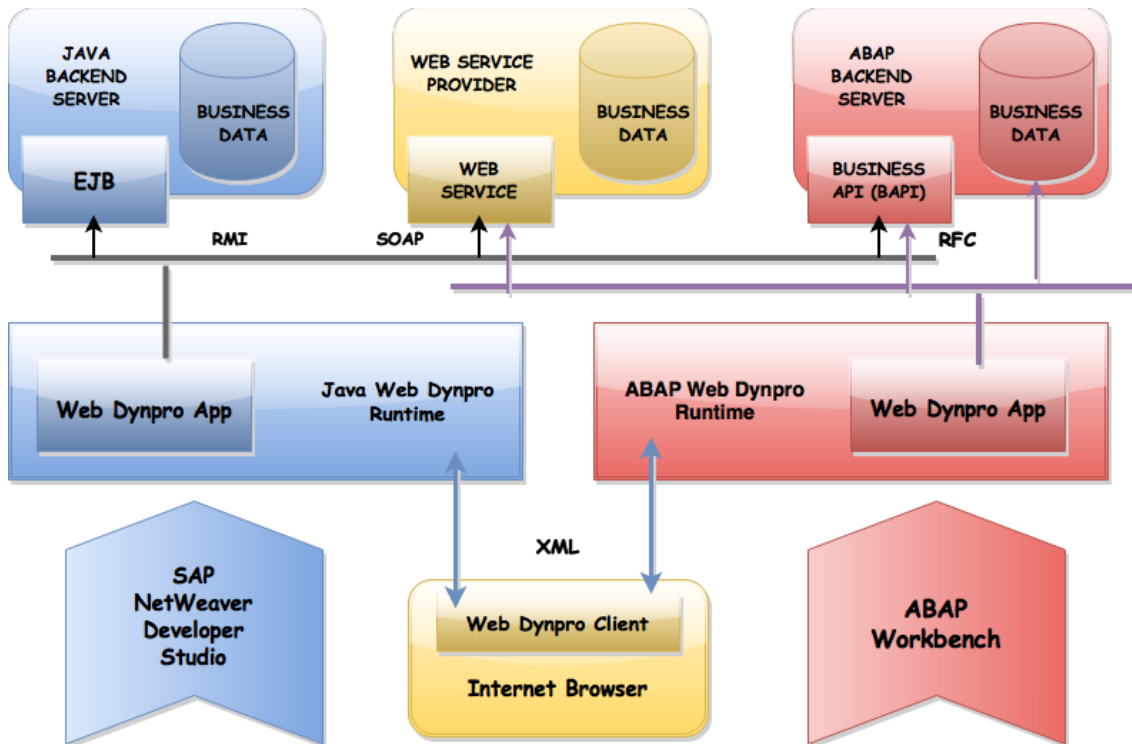 JAVA
BACKEND
SERVER
BUSINESS
DATA
EJB
WEB SERVICE
PROVIDER
BUSINESS
DATA
WEB
SERVICE
ABAP
BACKEND
SERVER
BUSINESS
DATA
BUSINESS
API (BAPI)
RMI
SOAP
RFC
Web Dynpro App
Java Web Dynpro
Runtime
ABAP Web Dynpro
Runtime
Web Dynpro App
SAP
NetWeaver
Developer
Studio
XML
Web Dynpro Client
Internet Browser
ABAP
Workbench